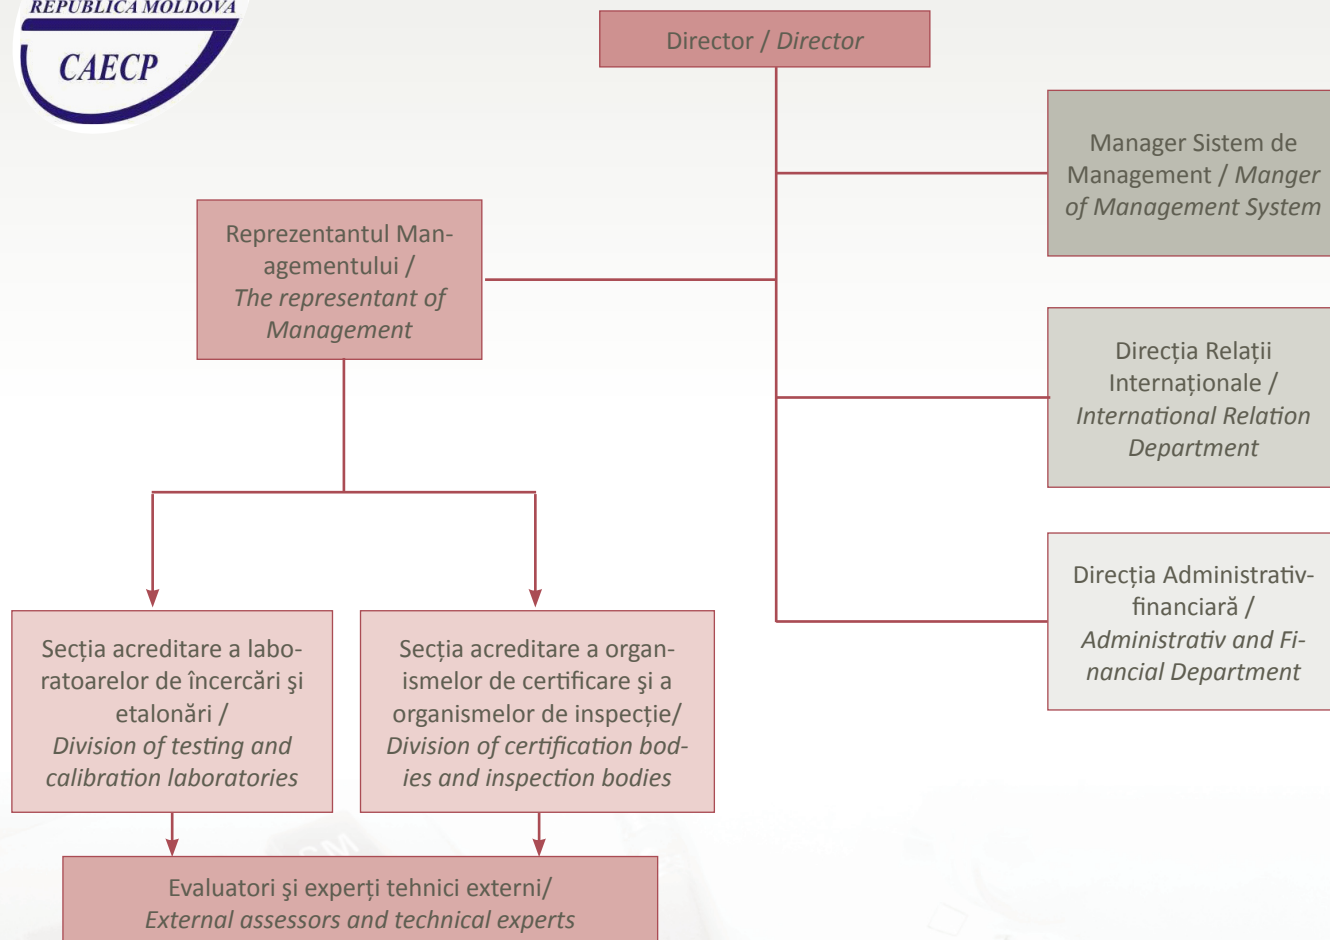 REPUBLICA MOLDOVA
CAECP
Director / Director
Manager Sistem de
Management / Manger
of Management System
Reprezentantul Man-
agementului /
The representant of
Management
Direcția Relații
Internaționale /
International Relation
Department
Direcția Administrativ-
financiară /
Administrativ and Fi-
nancial Department
Secția acreditare a labo-
ratoarelor de încercări şi
etalonări /
Division of testing and
calibration laboratories
Secția acreditare a organ-
ismelor de certificare şi a
organismelor de inspecție/
Division of certification bod-
ies and inspection bodies
Evaluatori şi experți tehnici externi/
External assessors and technical experts